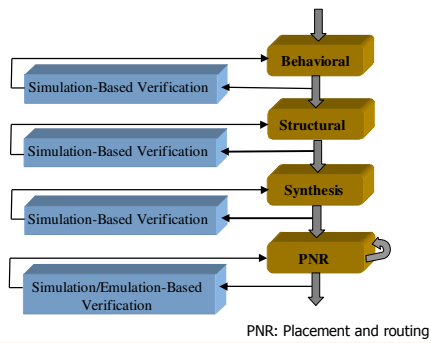 Behavioral
Simulation-Based Verification
Structural
Simulation-Based Verification
Synthesis
Simulation-Based Verification
PNR
Simulation/Emulation-Based
Verification
PNR: Placement and routing